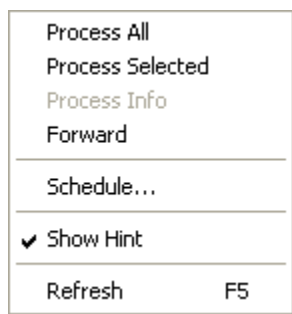 Process All
Process Selected
Process Info
Forward
Schedule...
Show Hint
Refresh F5